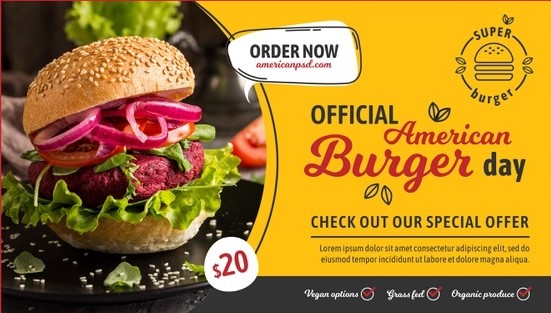 ORDER NOW
americanpsd.com
SUPER
burger
OFFICIAL
American
Burger day
CHECK OUT OUR SPECIAL OFFER
Lorem ipsum dolor sit amet consectetur adipiscing elit, sed do
eiusmod tempor incididunt ut labore et dolore magna aliqua.
$20
Vegan options
Grass fed
Organic produce